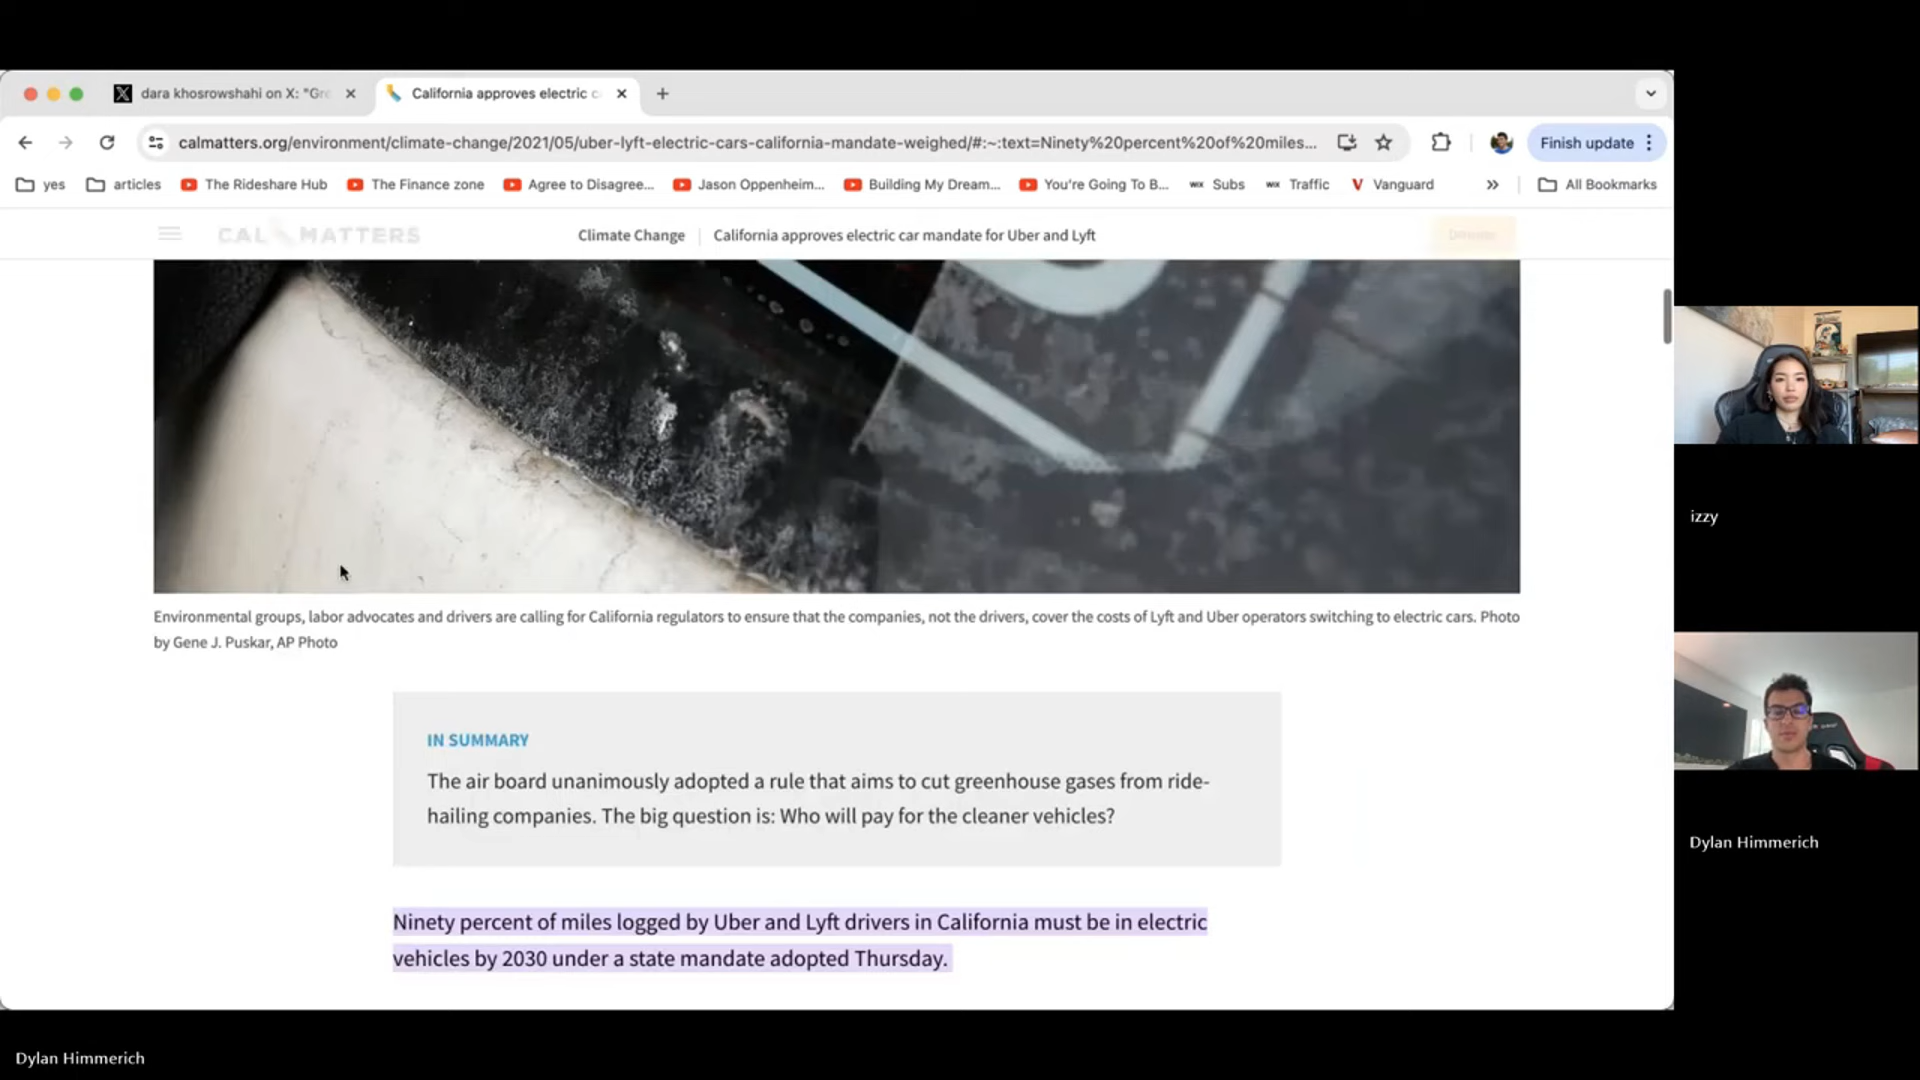 dara khosrowshahi on X: "Gre
California approves electric c
calmatters.org/environment/climate-change/2021/05/uber-lyft-electric-cars-california-mandate-weighed/#:~:text=Ninety%20percent%20of%20miles...
Finish update
yes
articles
The Rideshare Hub
The Finance zone
Agree to Disagree...
Jason Oppenheim...
Building My Dream...
You're Going To B...
WIX Subs
WIX Traffic
Vanguard
All Bookmarks
CAL MATTERS
Climate Change | California approves electric car mandate for Uber and Lyft
Donate
Environmental groups, labor advocates and drivers are calling for California regulators to ensure that the companies, not the drivers, cover the costs of Lyft and Uber operators switching to electric cars. Photo
by Gene J. Puskar, AP Photo
IN SUMMARY
The air board unanimously adopted a rule that aims to cut greenhouse gases from ride-
hailing companies. The big question is: Who will pay for the cleaner vehicles?
Ninety percent of miles logged by Uber and Lyft drivers in California must be in electric
vehicles by 2030 under a state mandate adopted Thursday.
izzy
Dylan Himmerich
Dylan Himmerich